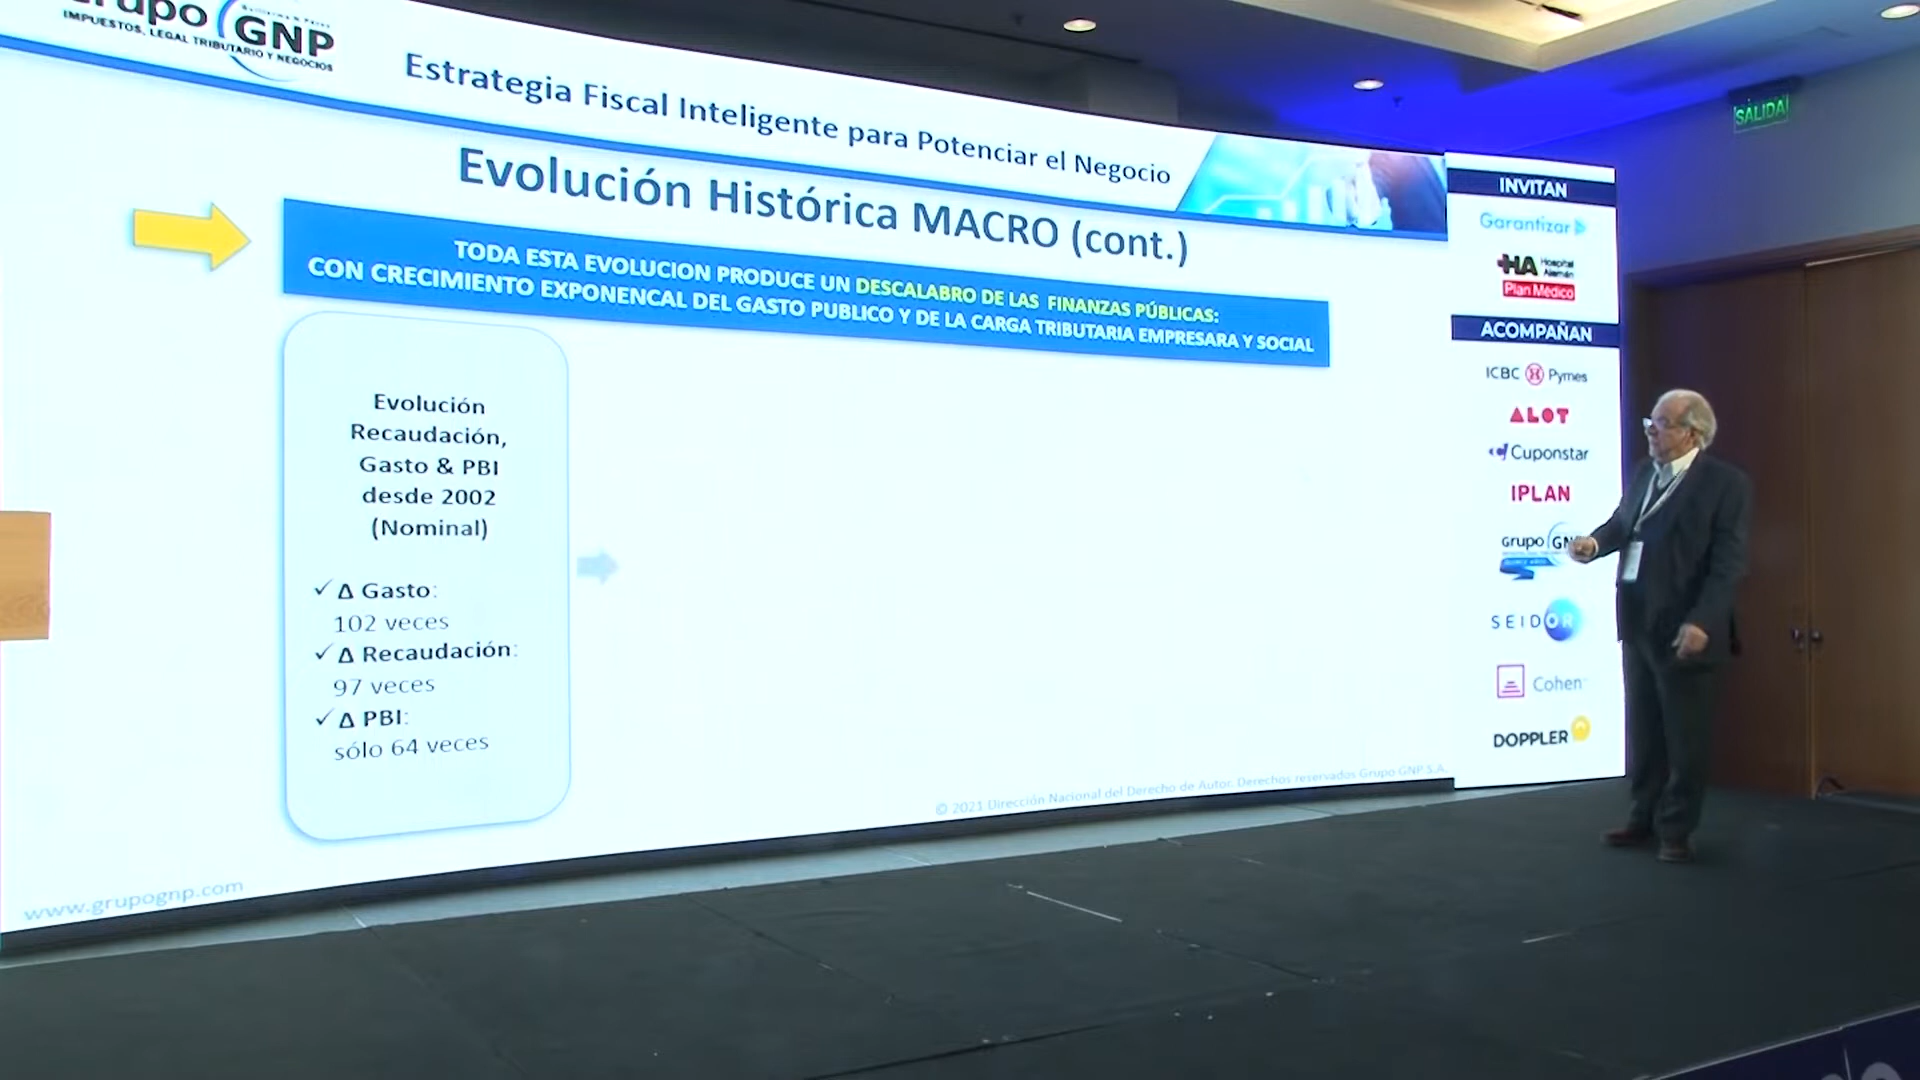 Grupo GNP
IMPUESTOS, LEGAL TRIBUTARIO Y NEGOCIOS
Estrategia Fiscal Inteligente para Potenciar el Negocio
Evolución Histórica MACRO (cont.)
TODA ESTA EVOLUCION PRODUCE UN DESCALABRO DE LAS FINANZAS PÚBLICAS:
CON CRECIMIENTO EXPONENCAL DEL GASTO PUBLICO Y DE LA CARGA TRIBUTARIA EMPRESARA Y SOCIAL
Evolución
Recaudación,
Gasto & PBI
desde 2002
(Nominal)
✓ Δ Gasto:
102 veces
✓ Δ Recaudación:
97 veces
✓ Δ PBI:
sólo 64 veces
© 2021 Dirección Nacional del Derecho de Autor. Derechos reservados Grupo GNP S.A.
www.grupognp.com
INVITAN
Garantizar
HA Hospital
Alemán
Plan Médico
ACOMPAÑAN
ICBC Pymes
ALOT
Cuponstar
IPLAN
Grupo GN
SEIDOR
Cohen
DOPPLER
SALIDA